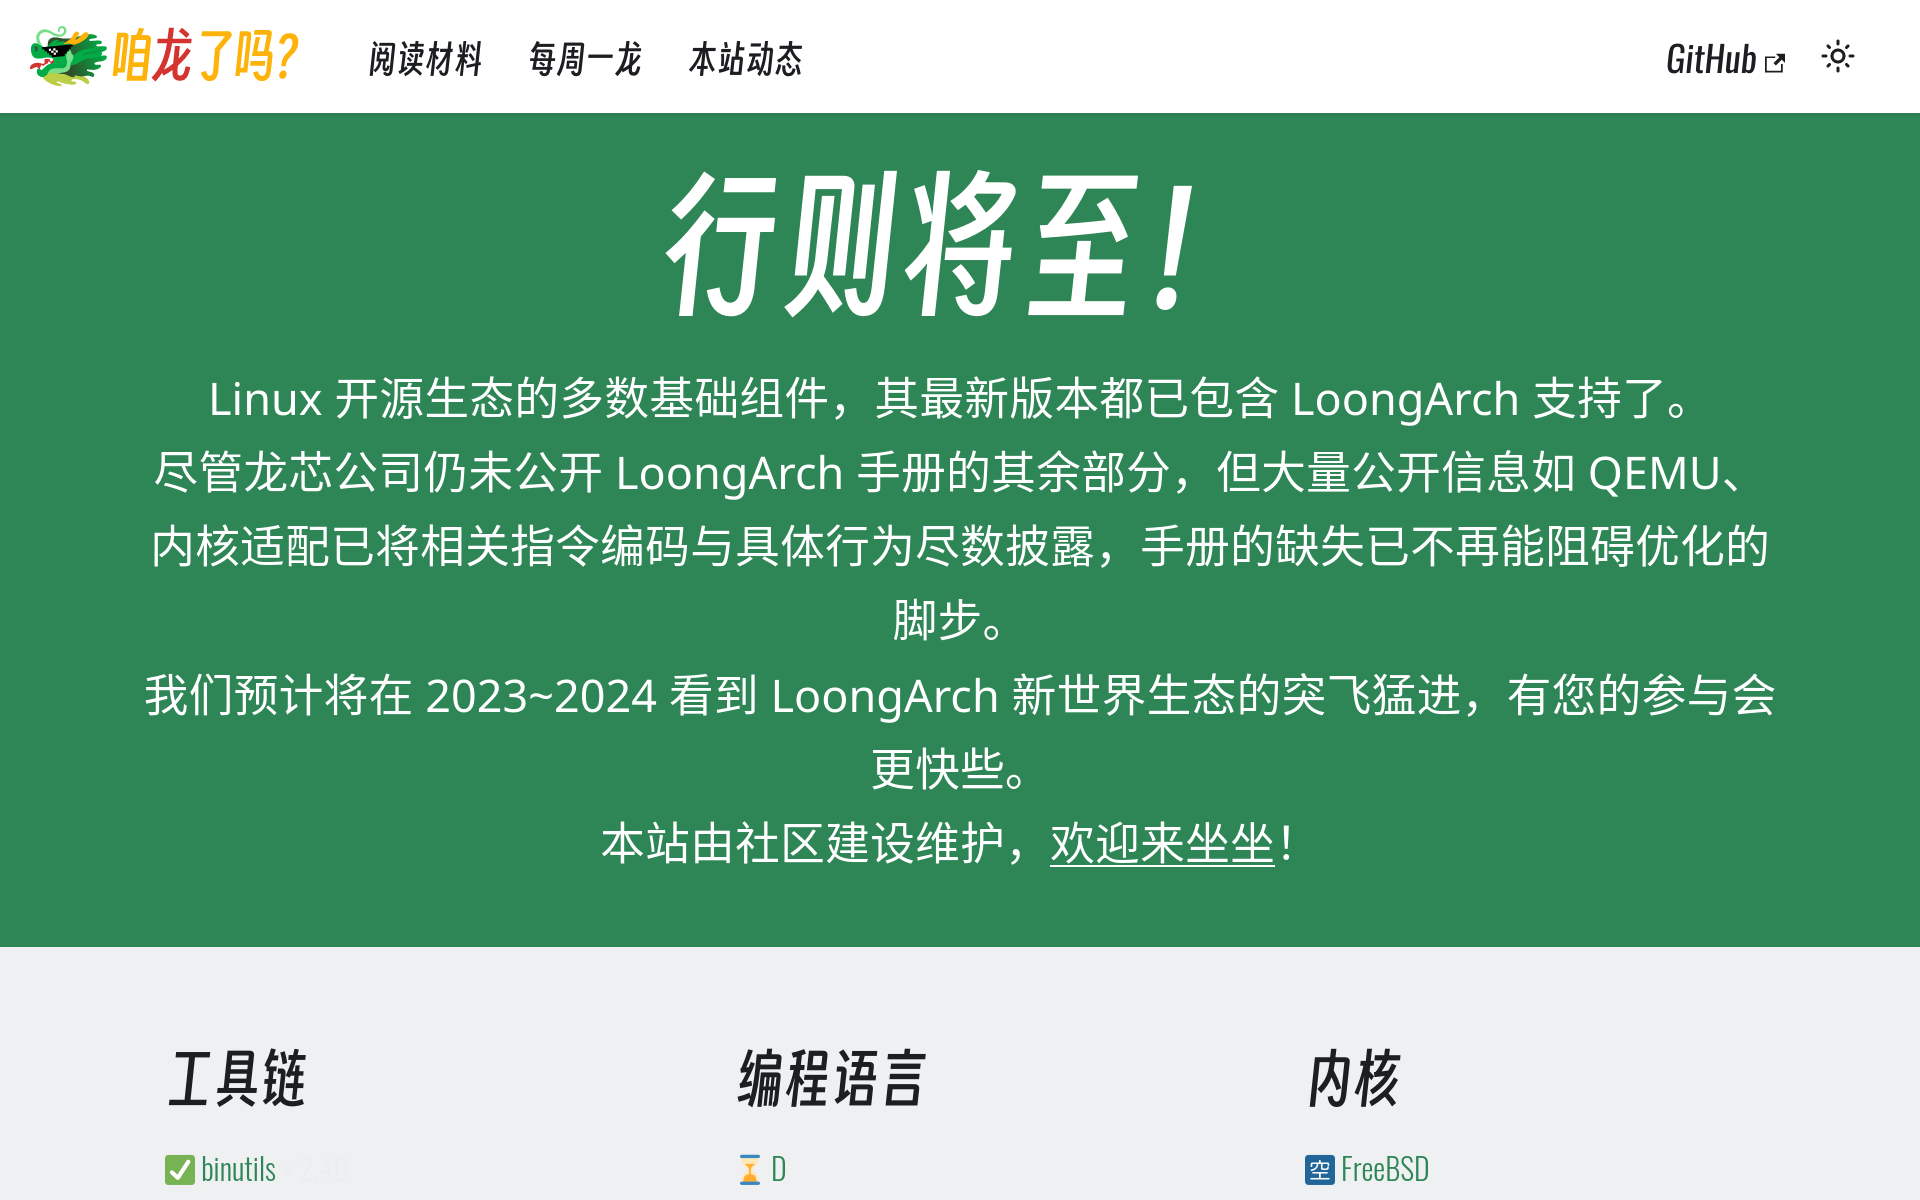 咱龙了吗？
阅读材料 每周一龙 本站动态 GitHub
行则将至！
Linux 开源生态的多数基础组件，其最新版本都已包含 LoongArch 支持了。
尽管龙芯公司仍未公开 LoongArch 手册的其余部分，但大量公开信息如 QEMU、
内核适配已将相关指令编码与具体行为尽数披露，手册的缺失已不再能阻碍优化的
脚步。
我们预计将在 2023~2024 看到 LoongArch 新世界生态的突飞猛进，有您的参与会
更快些。
本站由社区建设维护，欢迎来坐坐！
工具链 编程语言 内核
binutils 2.40 D 空 FreeBSD